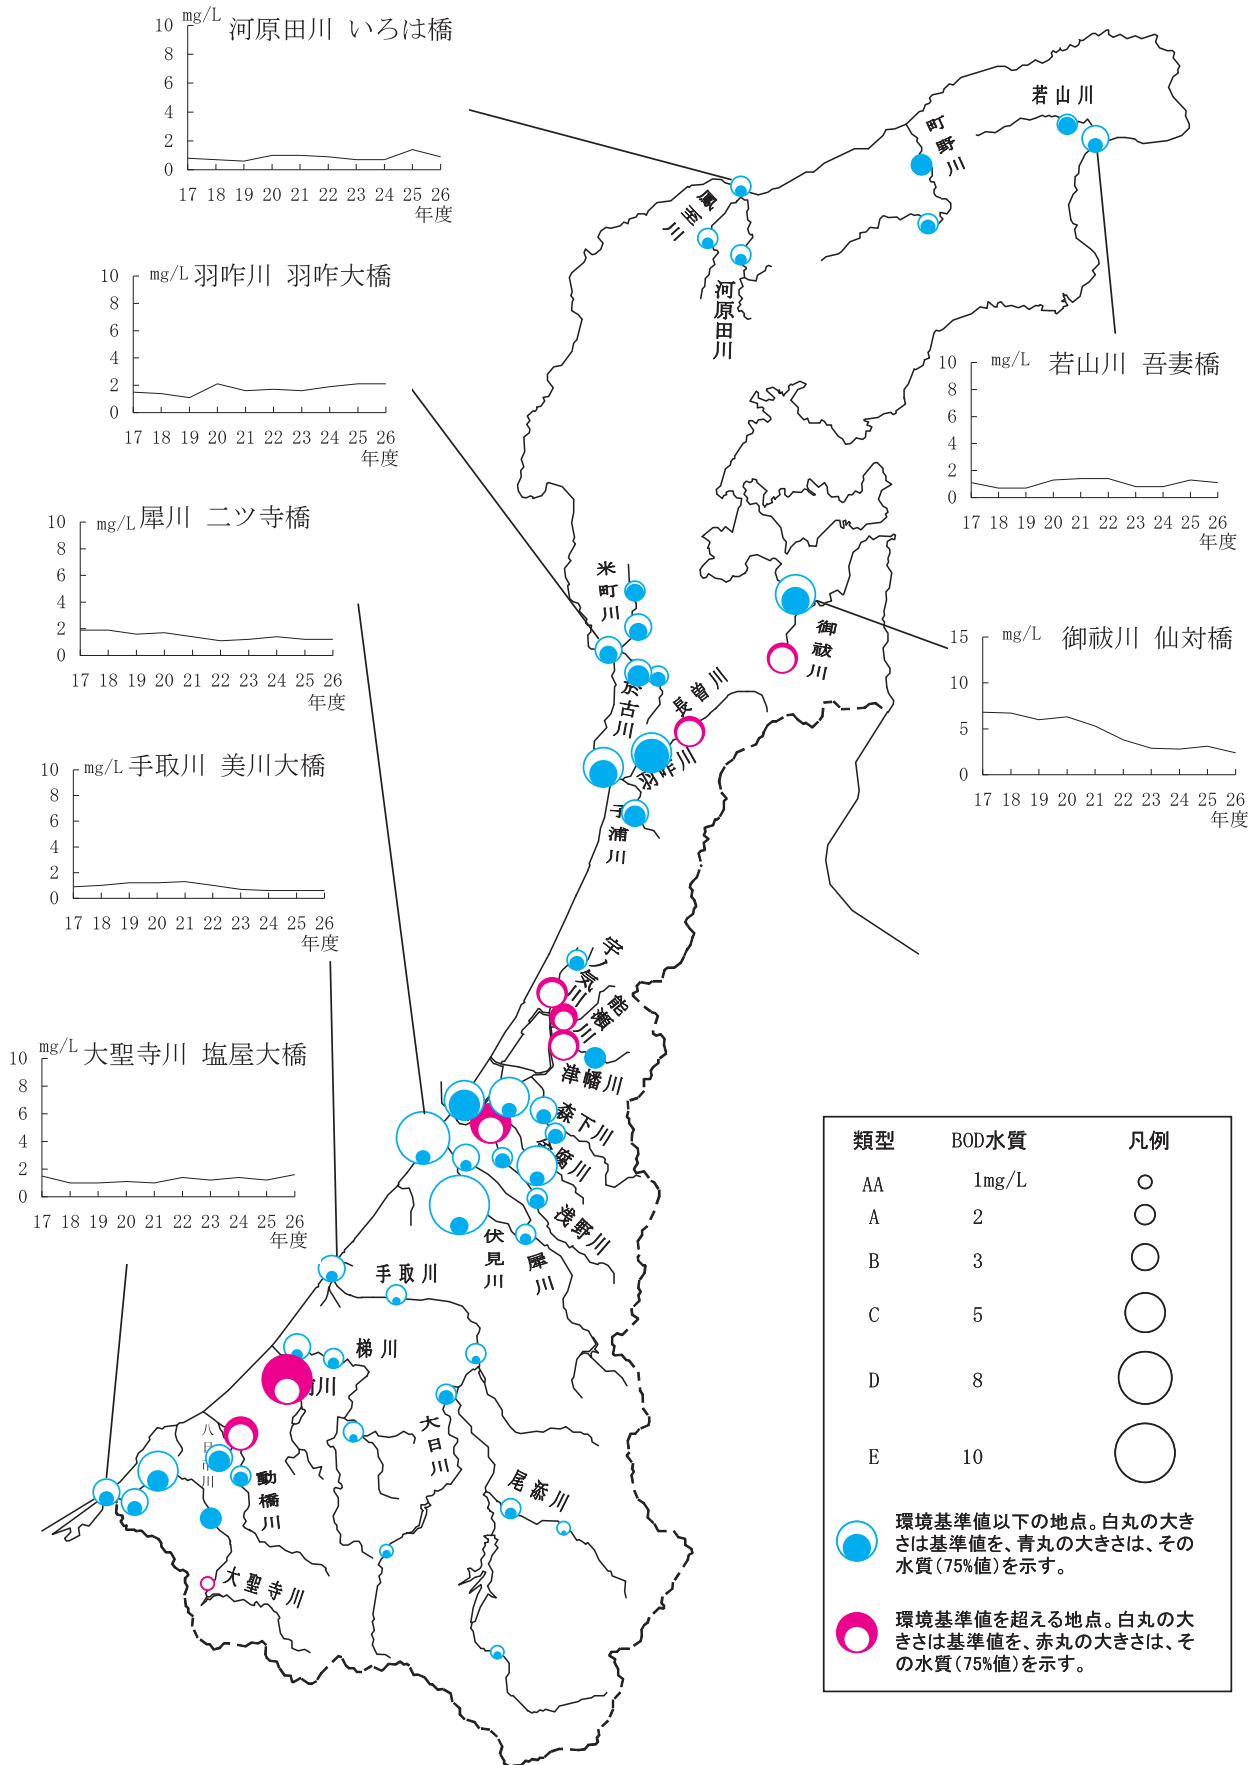 mg/L 河原田川 いろは橋
10
8
6
4
2
0
17 18 19 20 21 22 23 24 25 26
年度
mg/L 羽咋川 羽咋大橋
10
8
6
4
2
0
17 18 19 20 21 22 23 24 25 26
年度
mg/L 犀川 二ツ寺橋
10
8
6
4
2
0
17 18 19 20 21 22 23 24 25 26
年度
mg/L 手取川 美川大橋
10
8
6
4
2
0
17 18 19 20 21 22 23 24 25 26
年度
mg/L 大聖寺川 塩屋大橋
10
8
6
4
2
0
17 18 19 20 21 22 23 24 25 26
年度
mg/L 若山川 吾妻橋
10
8
6
4
2
0
17 18 19 20 21 22 23 24 25 26
年度
mg/L 御祓川 仙対橋
15
10
5
0
17 18 19 20 21 22 23 24 25 26
年度
若山川
町野川
鳳至川
河原田川
米町川
御祓川
於古川
長曽川
羽咋川
子浦川
宇ノ気川
能瀬川
津幡川
森下川
金腐川
浅野川
伏見川
犀川
手取川
梯川
川
大日川
八日市川
動橋川
尾添川
大聖寺川
類型 BOD水質 凡例
AA 1mg/L
A 2
B 3
C 5
D 8
E 10
環境基準値以下の地点。白丸の大き
さは基準値を、青丸の大きさは、その
水質(75%値)を示す。
環境基準値を超える地点。白丸の大
きさは基準値を、赤丸の大きさは、そ
の水質(75%値)を示す。